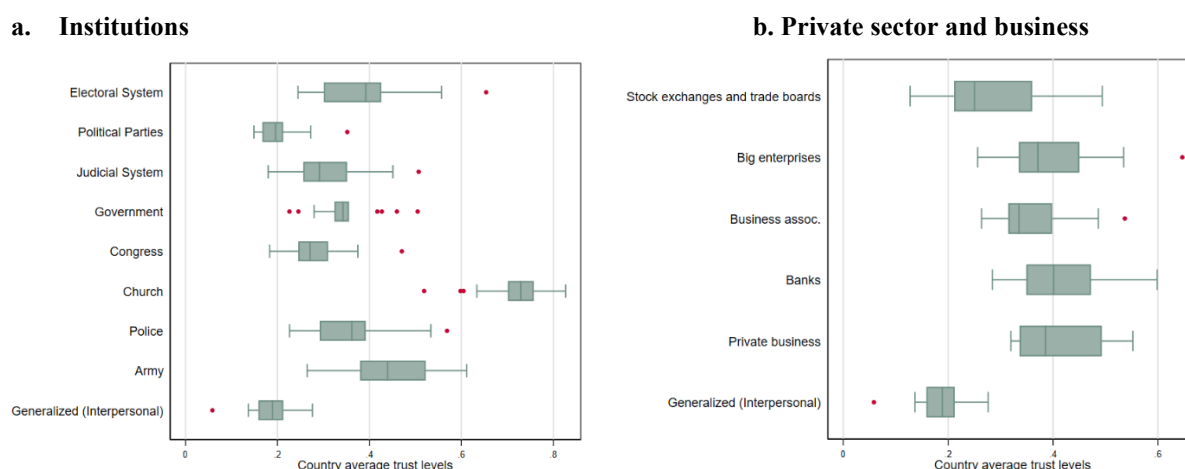 a. Institutions
Electoral System
Political Parties
Judicial System
Government
Congress
Church
Police
Army
Generalized (Interpersonal)
0 .2 .4 .6 .8
Country average trust levels
b. Private sector and business
Stock exchanges and trade boards
Big enterprises
Business assoc.
Banks
Private business
Generalized (Interpersonal)
0 .2 .4 .6
Country average trust levels